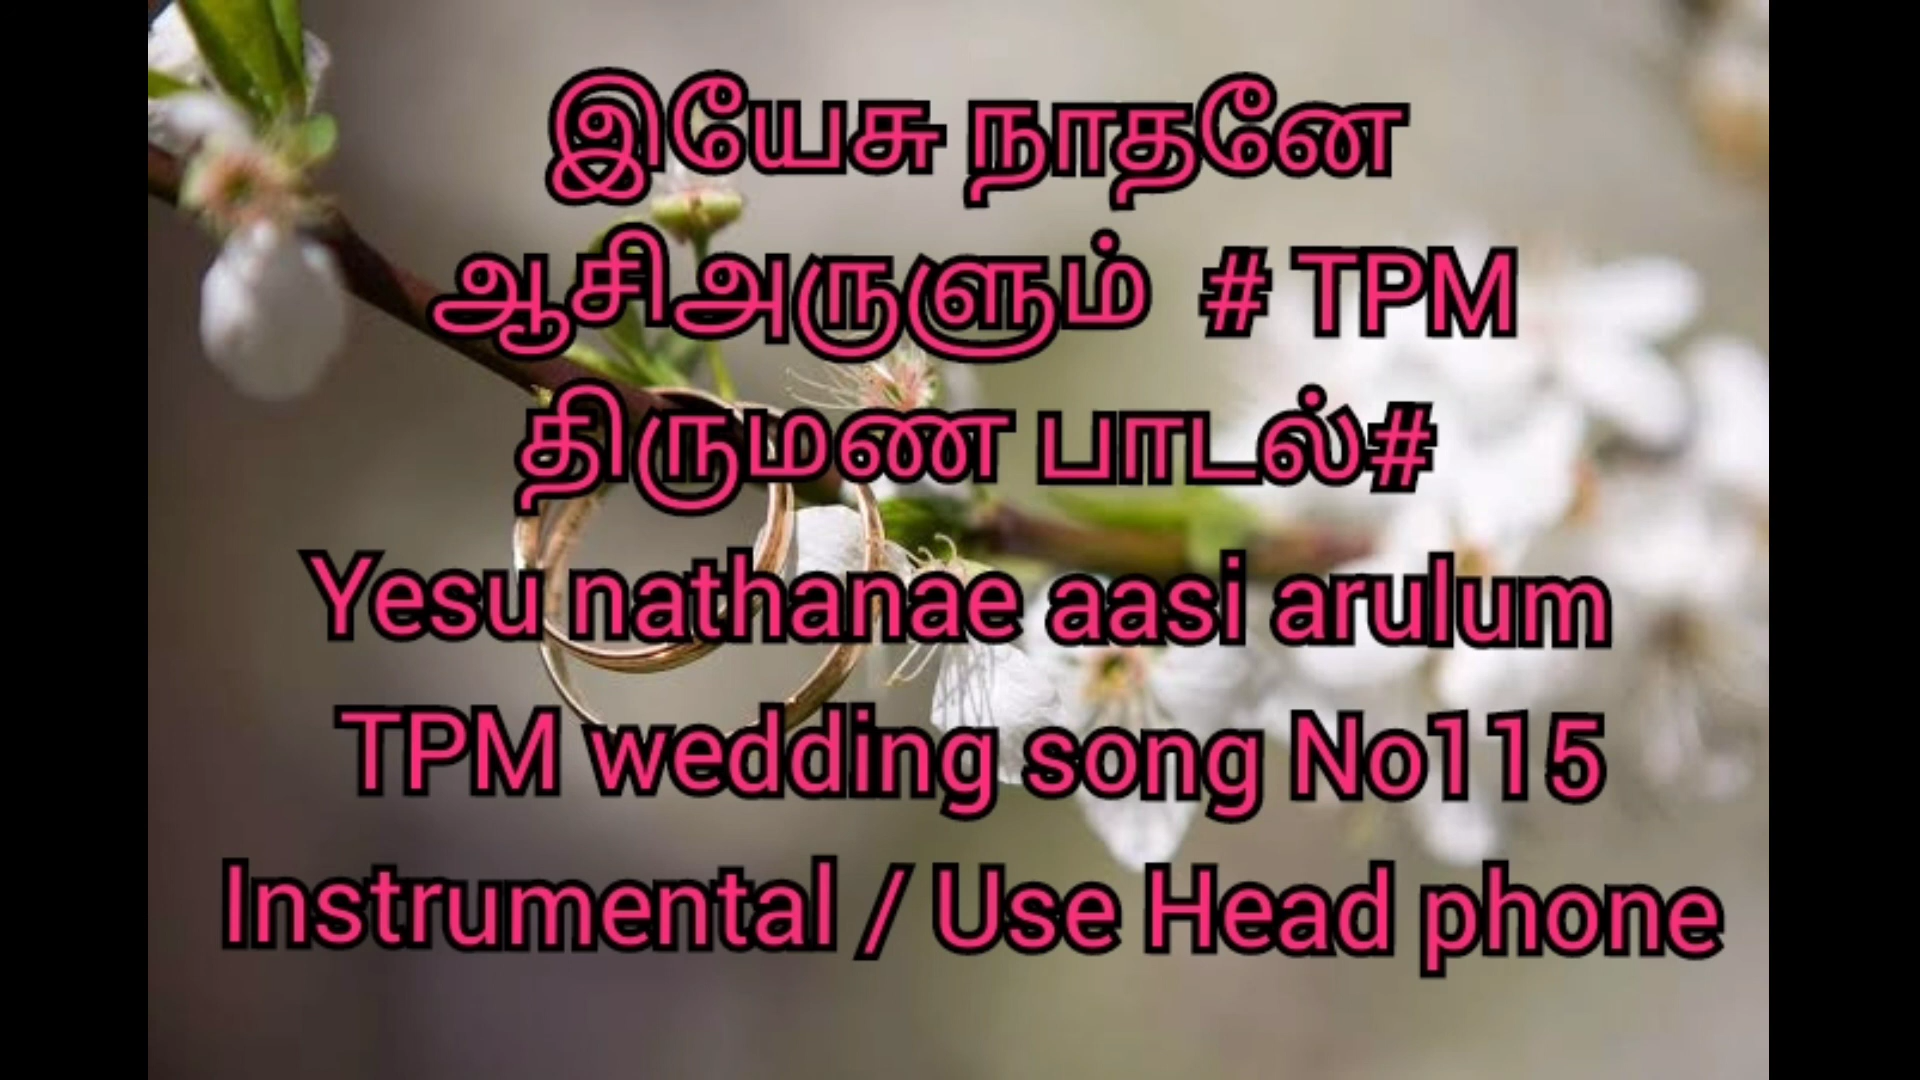 இயேசு நாதனே
ஆசிஅருளும் # TPM
திருமண பாடல்#
Yesu nathanae aasi arulum
TPM wedding song No115
Instrumental / Use Head phone